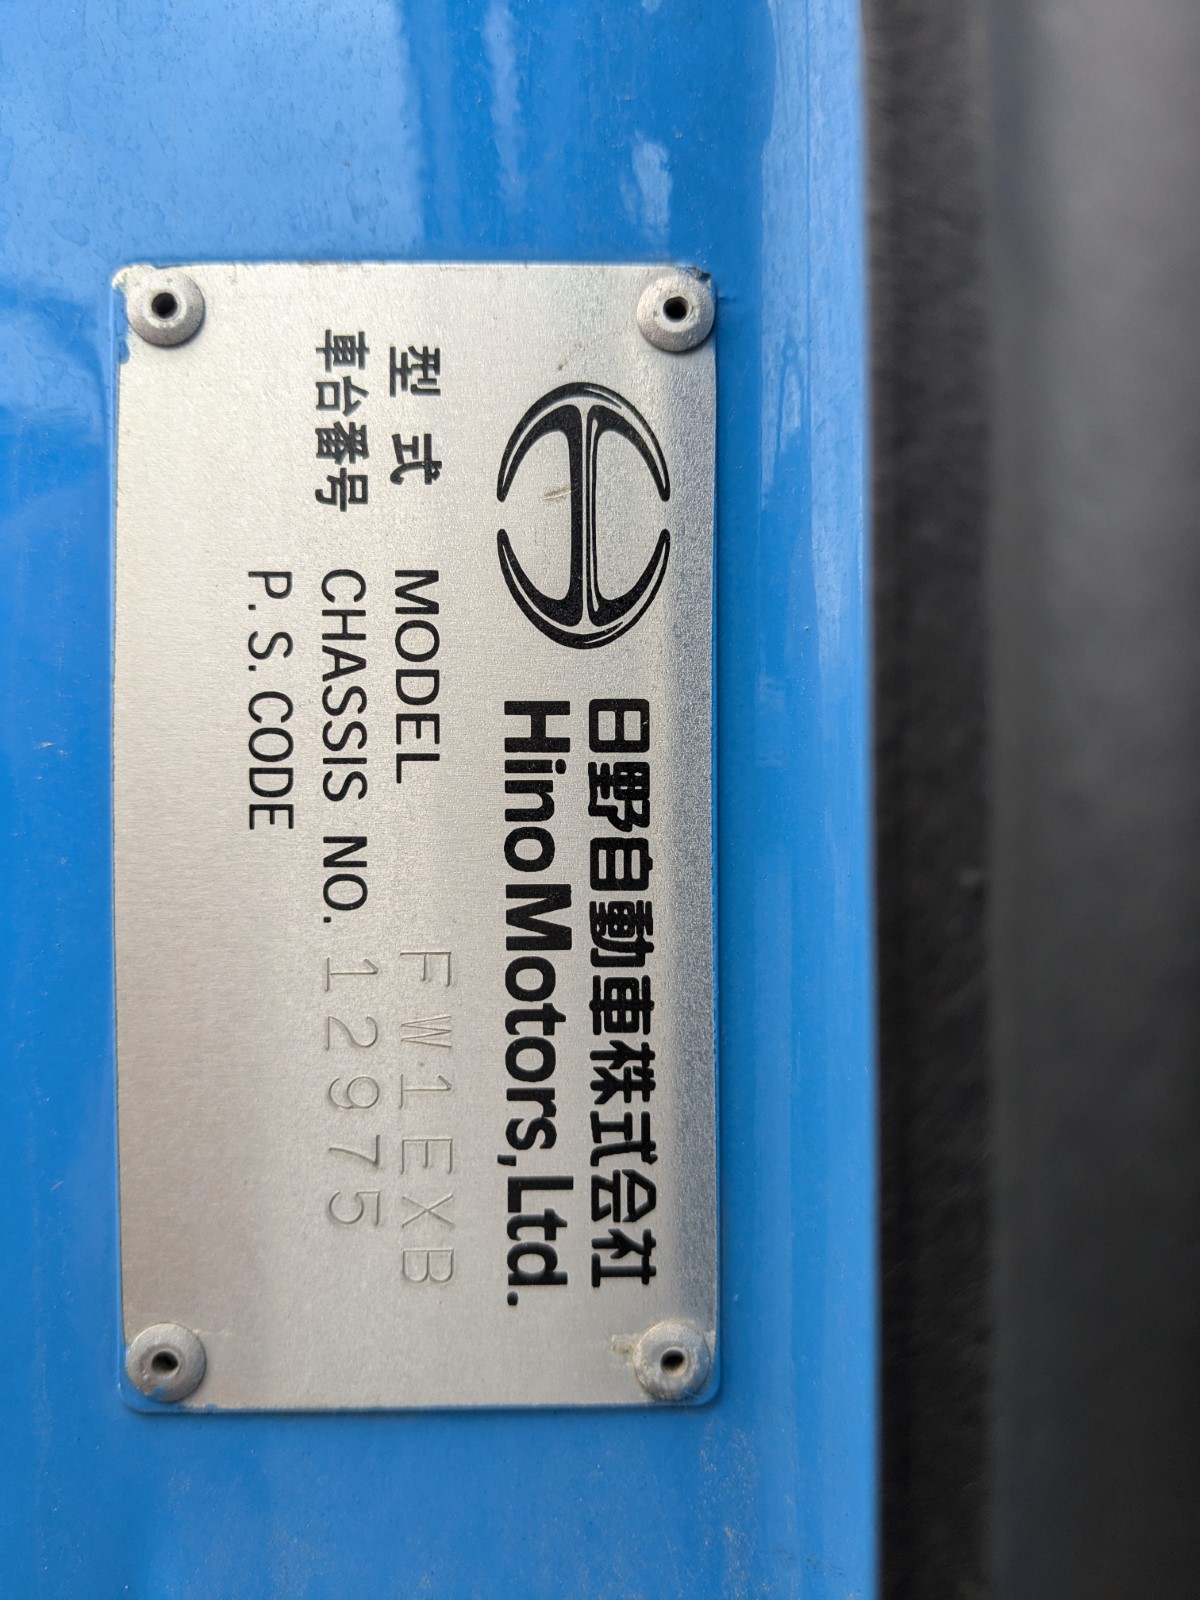 日野自動車株式会社
Hino Motors, Ltd.
型式 MODEL FW1EXB
車台番号 CHASSIS NO. 12975
P. S. CODE